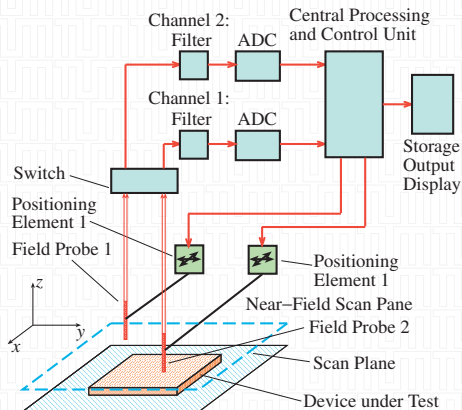 Channel 2:
Filter
ADC
Central Processing
and Control Unit
Channel 1:
Filter
ADC
Storage
Output
Display
Switch
Positioning
Element 1
Field Probe 1
Positioning
Element 1
z
y
x
Near–Field Scan Pane
Field Probe 2
Scan Plane
Device under Test